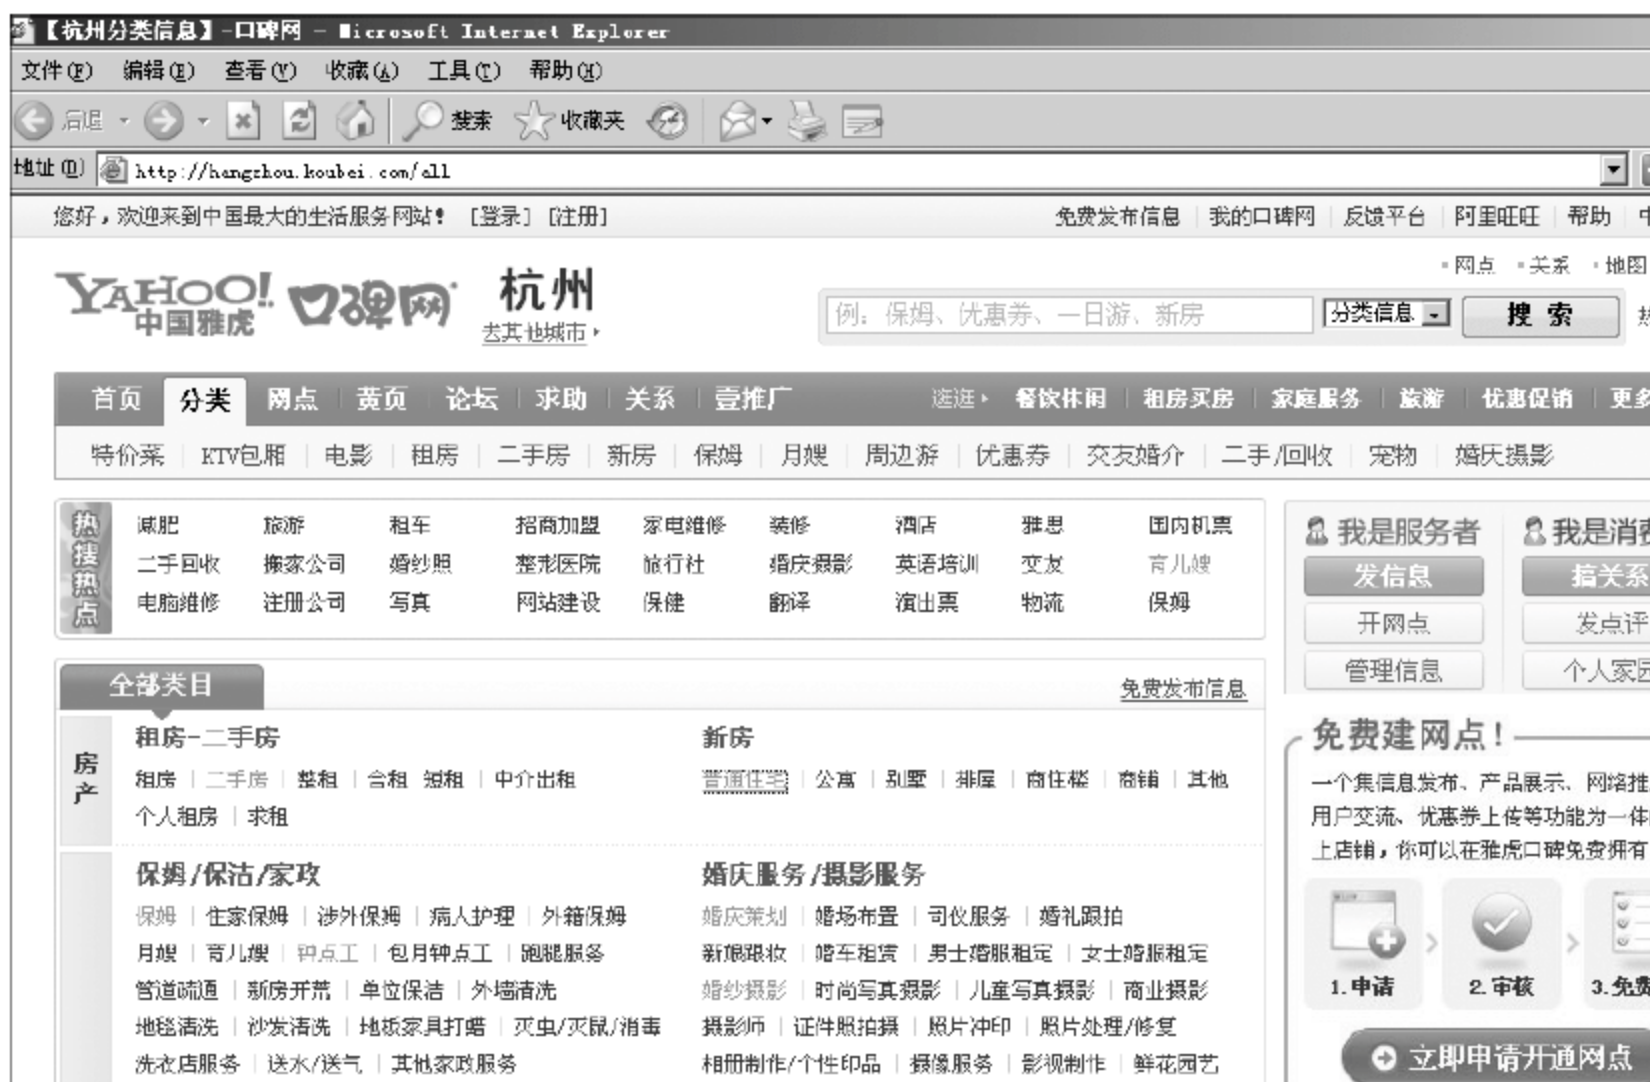 【杭州分类信息】-口碑网 - Microsoft Internet Explorer
文件(F) 编辑(E) 查看(V) 收藏(A) 工具(T) 帮助(H)
后退 搜索 收藏夹
地址(D) http://hangzhou.koubei.com/all
您好，欢迎来到中国最大的生活服务网站! [登录] [注册] 免费发布信息 我的口碑网 反馈平台 阿里旺旺 帮助
网点 关系 地图
YAHOO! 中国雅虎 口碑网 杭州
去其他城市
例：保姆、优惠券、一日游、新房 分类信息 搜索
首页 分类 网点 黄页 论坛 求助 关系 壹推广 逛逛 餐饮休闲 租房买房 家庭服务 旅游 优惠促销 更多
特价菜 KTV包厢 电影 租房 二手房 新房 保姆 月嫂 周边游 优惠券 交友婚介 二手/回收 宠物 婚庆摄影
热搜热点
减肥 旅游 租车 招商加盟 家电维修 装修 酒店 雅思 国内机票
二手回收 搬家公司 婚纱照 整形医院 旅行社 婚庆摄影 英语培训 交友 育儿嫂
电脑维修 注册公司 写真 网站建设 保健 翻译 演出票 物流 保姆
我是服务者 我是消费
发信息 搞关系
开网点 发点评
管理信息 个人家园
全部类目 免费发布信息
房产
租房-二手房 新房
租房 二手房 整租 合租 短租 中介出租 普通住宅 公寓 别墅 排屋 商住楼 商铺 其他
个人租房 求租
保姆/保洁/家政 婚庆服务/摄影服务
保姆 住家保姆 涉外保姆 病人护理 外籍保姆 婚庆策划 婚场布置 司仪服务 婚礼跟拍
月嫂 育儿嫂 钟点工 包月钟点工 跑腿服务 新娘跟妆 婚车租赁 男士婚服租定 女士婚服租定
管道疏通 新房开荒 单位保洁 外墙清洗 婚纱摄影 时尚写真摄影 儿童写真摄影 商业摄影
地毯清洗 沙发清洗 地板家具打蜡 灭虫/灭鼠/消毒 摄影师 证件照拍摄 照片冲印 照片处理/修复
洗衣店服务 送水/送气 其他家政服务 相册制作/个性印品 摄像服务 影视制作 鲜花园艺
免费建网点!
一个集信息发布、产品展示、网络推
用户交流、优惠券上传等功能为一体
上店铺，你可以在雅虎口碑免费拥有
1.申请 2.审核 3.免费
立即申请开通网点